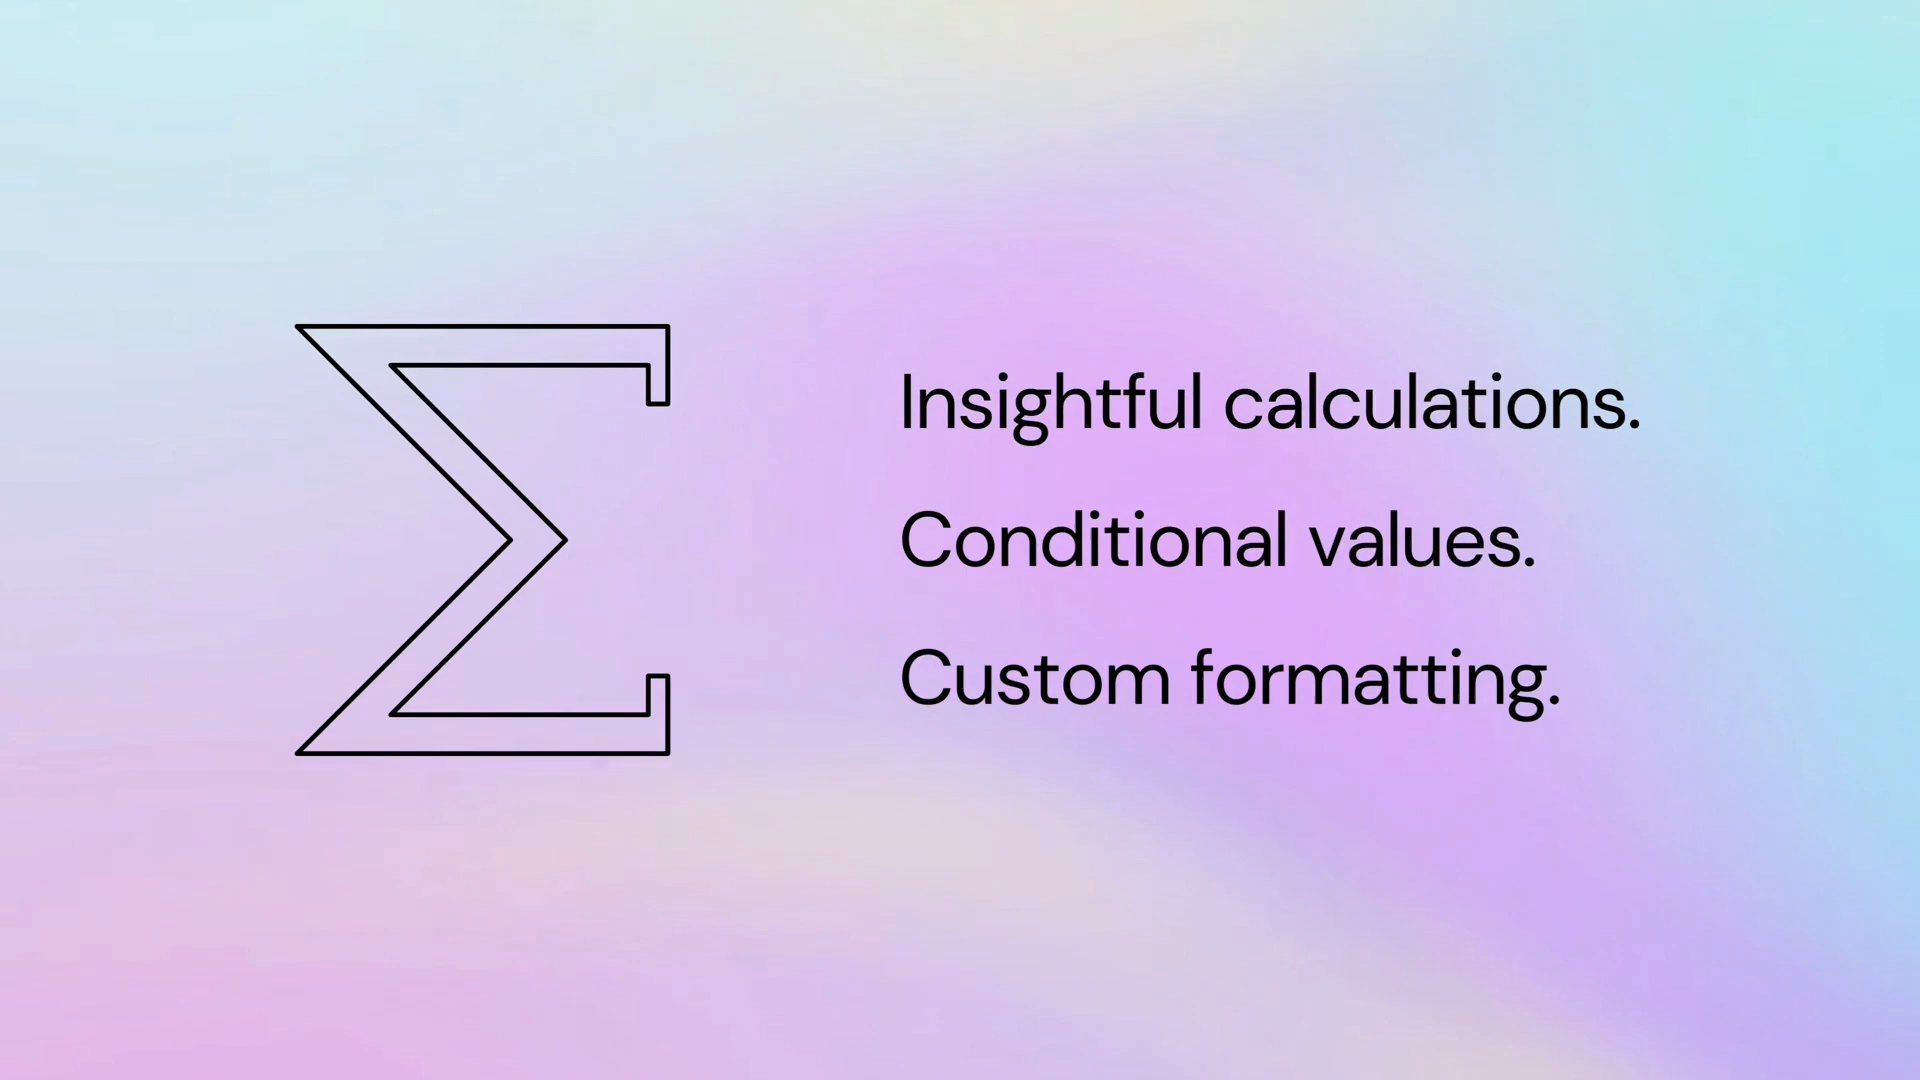 Σ
Insightful calculations.
Conditional values.
Custom formatting.